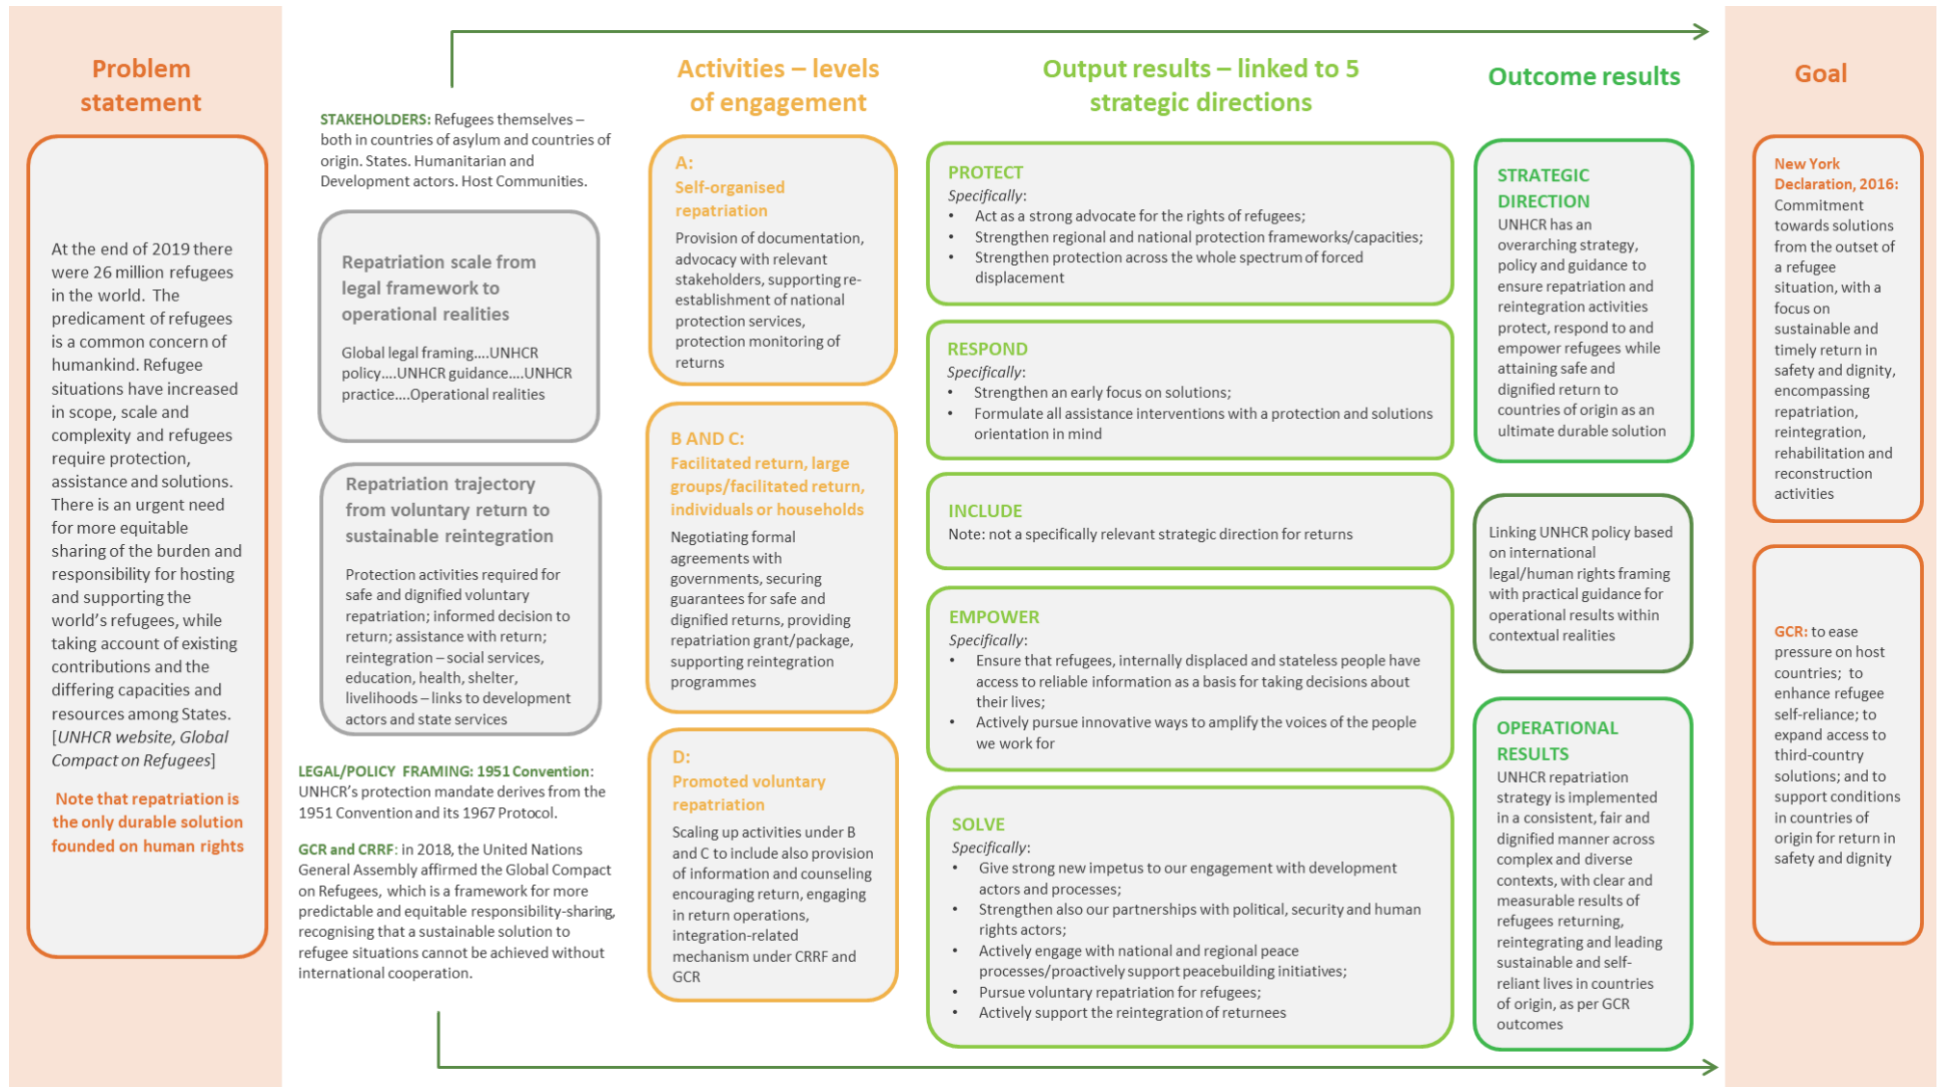 Problem
statement
At the end of 2019 there
were 26 million refugees
in the world. The
predicament of refugees
is a common concern of
humankind. Refugee
situations have increased
in scope, scale and
complexity and refugees
require protection,
assistance and solutions.
There is an urgent need
for more equitable
sharing of the burden and
responsibility for hosting
and supporting the
world's refugees, while
taking account of existing
contributions and the
differing capacities and
resources among States.
[UNHCR website, Global
Compact on Refugees]
Note that repatriation is
the only durable solution
founded on human rights
STAKEHOLDERS: Refugees themselves –
both in countries of asylum and countries of
origin. States. Humanitarian and
Development actors. Host Communities.
Repatriation scale from
legal framework to
operational realities
Global legal framing....UNHCR
policy....UNHCR guidance....UNHCR
practice....Operational realities
Repatriation trajectory
from voluntary return to
sustainable reintegration
Protection activities required for
safe and dignified voluntary
repatriation; informed decision to
return; assistance with return;
reintegration – social services,
education, health, shelter,
livelihoods – links to development
actors and state services
LEGAL/POLICY FRAMING: 1951 Convention:
UNHCR's protection mandate derives from the
1951 Convention and its 1967 Protocol.
GCR and CRRF: in 2018, the United Nations
General Assembly affirmed the Global Compact
on Refugees, which is a framework for more
predictable and equitable responsibility-sharing,
recognising that a sustainable solution to
refugee situations cannot be achieved without
international cooperation.
Activities – levels
of engagement
A:
Self-organised
repatriation
Provision of documentation,
advocacy with relevant
stakeholders, supporting re-
establishment of national
protection services,
protection monitoring of
returns
B AND C:
Facilitated return, large
groups/facilitated return,
individuals or households
Negotiating formal
agreements with
governments, securing
guarantees for safe and
dignified returns, providing
repatriation grant/package,
supporting reintegration
programmes
D:
Promoted voluntary
repatriation
Scaling up activities under B
and C to include also provision
of information and counseling
encouraging return, engaging
in return operations,
integration-related
mechanism under CRRF and
GCR
Output results – linked to 5
strategic directions
PROTECT
Specifically:
• Act as a strong advocate for the rights of refugees;
• Strengthen regional and national protection frameworks/capacities;
• Strengthen protection across the whole spectrum of forced
displacement
RESPOND
Specifically:
• Strengthen an early focus on solutions;
• Formulate all assistance interventions with a protection and solutions
orientation in mind
INCLUDE
Note: not a specifically relevant strategic direction for returns
EMPOWER
Specifically:
• Ensure that refugees, internally displaced and stateless people have
access to reliable information as a basis for taking decisions about
their lives;
• Actively pursue innovative ways to amplify the voices of the people
we work for
SOLVE
Specifically:
• Give strong new impetus to our engagement with development
actors and processes;
• Strengthen also our partnerships with political, security and human
rights actors;
• Actively engage with national and regional peace
processes/proactively support peacebuilding initiatives;
• Pursue voluntary repatriation for refugees;
• Actively support the reintegration of returnees
Outcome results
STRATEGIC
DIRECTION
UNHCR has an
overarching strategy,
policy and guidance to
ensure repatriation and
reintegration activities
protect, respond to and
empower refugees while
attaining safe and
dignified return to
countries of origin as an
ultimate durable solution
Linking UNHCR policy based
on international
legal/human rights framing
with practical guidance for
operational results within
contextual realities
OPERATIONAL
RESULTS
UNHCR repatriation
strategy is implemented
in a consistent, fair and
dignified manner across
complex and diverse
contexts, with clear and
measurable results of
refugees returning,
reintegrating and leading
sustainable and self-
reliant lives in countries
of origin, as per GCR
outcomes
Goal
New York
Declaration, 2016:
Commitment
towards solutions
from the outset of
a refugee
situation, with a
focus on
sustainable and
timely return in
safety and dignity,
encompassing
repatriation,
reintegration,
rehabilitation and
reconstruction
activities
GCR: to ease
pressure on host
countries; to
enhance refugee
self-reliance; to
expand access to
third-country
solutions; and to
support conditions
in countries of
origin for return in
safety and dignity